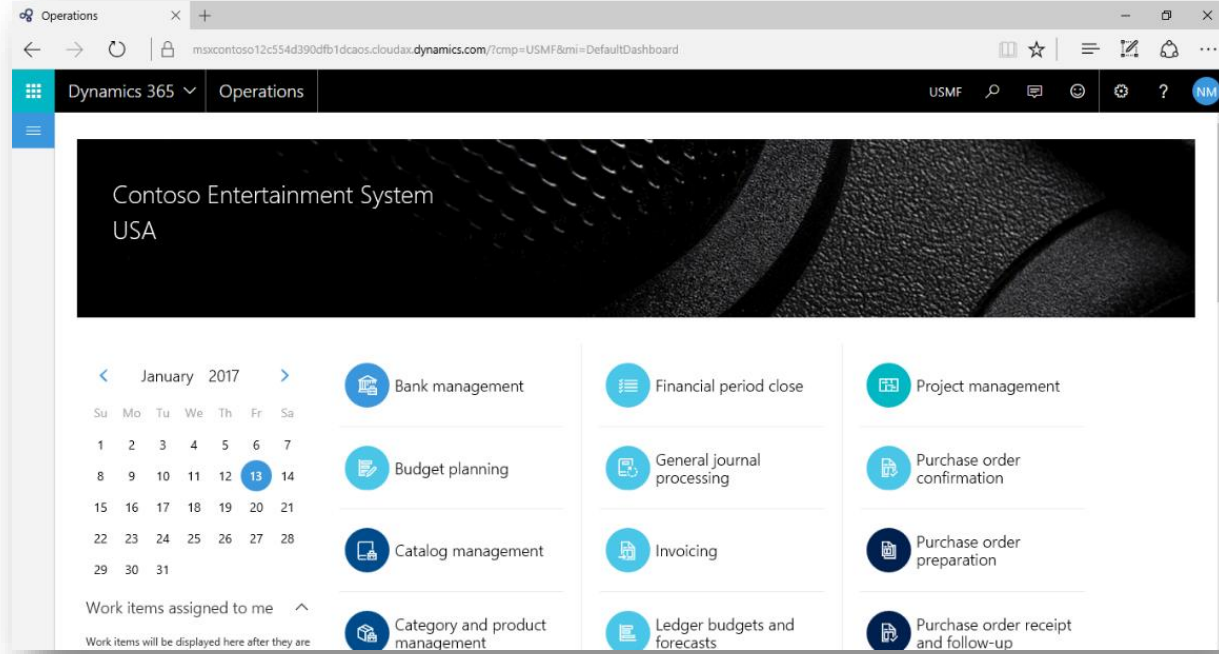 Operations
msxcontoso12c554d390dfb1dcaos.cloudax.dynamics.com/?cmp=USMF&mi=DefaultDashboard
Dynamics 365
Operations
USMF
?
NM
Contoso Entertainment System
USA
January 2017
Su Mo Tu We Th Fr Sa
1 2 3 4 5 6 7
8 9 10 11 12 13 14
15 16 17 18 19 20 21
22 23 24 25 26 27 28
29 30 31
Work items assigned to me
Work items will be displayed here after they are
Bank management
Budget planning
Catalog management
Category and product
management
Financial period close
General journal
processing
Invoicing
Ledger budgets and
forecasts
Project management
Purchase order
confirmation
Purchase order
preparation
Purchase order receipt
and follow-up